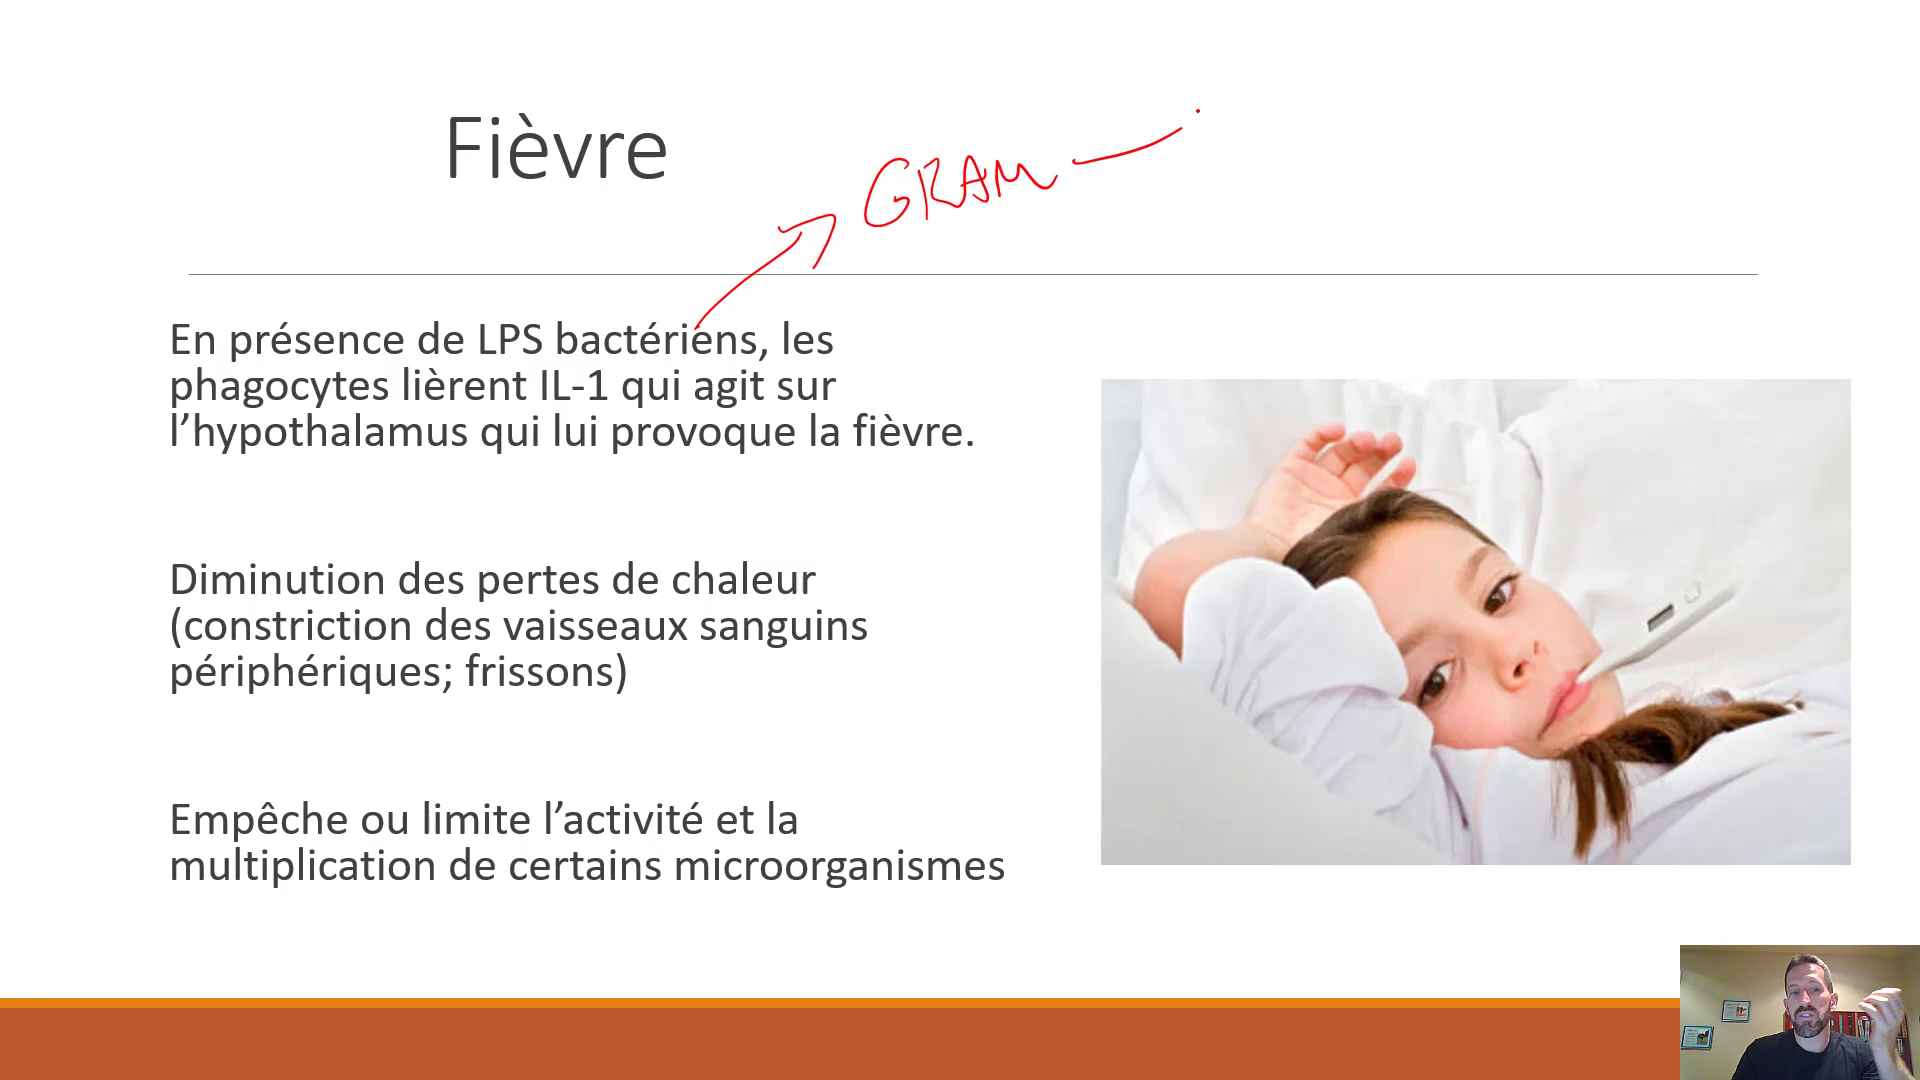 Fièvre
GRAM —
En présence de LPS bactériens, les
phagocytes lièrent IL-1 qui agit sur
l’hypothalamus qui lui provoque la fièvre.
Diminution des pertes de chaleur
(constriction des vaisseaux sanguins
périphériques; frissons)
Empêche ou limite l’activité et la
multiplication de certains microorganismes